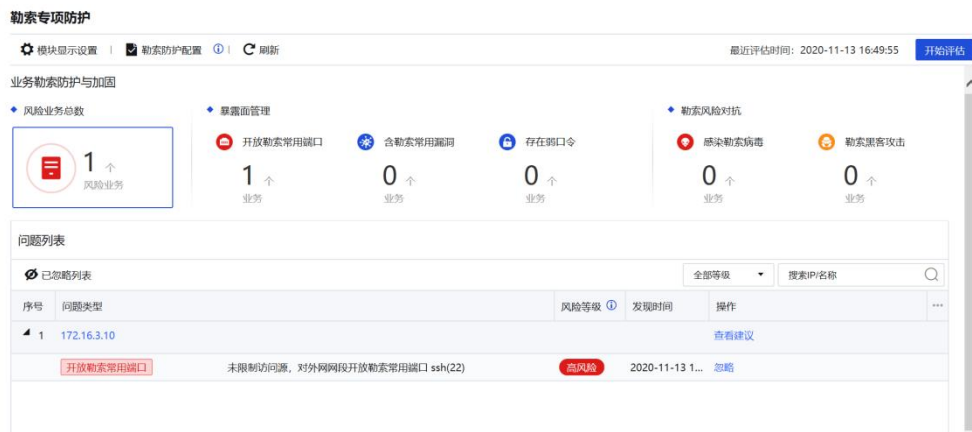 勒索专项防护
模块显示设置 | 勒索防护配置 | 刷新 最近评估时间：2020-11-13 16:49:55 开始评估
业务勒索防护与加固
风险业务总数 暴露面管理 勒索风险对抗
开放勒索常用端口 含勒索常用漏洞 存在弱口令 感染勒索病毒 勒索黑客攻击
1 个 1 个 0 个 0 个 0 个 0 个
风险业务 业务 业务 业务 业务 业务
问题列表
已忽略列表 全部等级 搜索IP/名称
序号 问题类型 风险等级 发现时间 操作
1 172.16.3.10 查看建议
开放勒索常用端口 未限制访问源，对外网网段开放勒索常用端口 ssh(22) 高风险 2020-11-13 1... 忽略